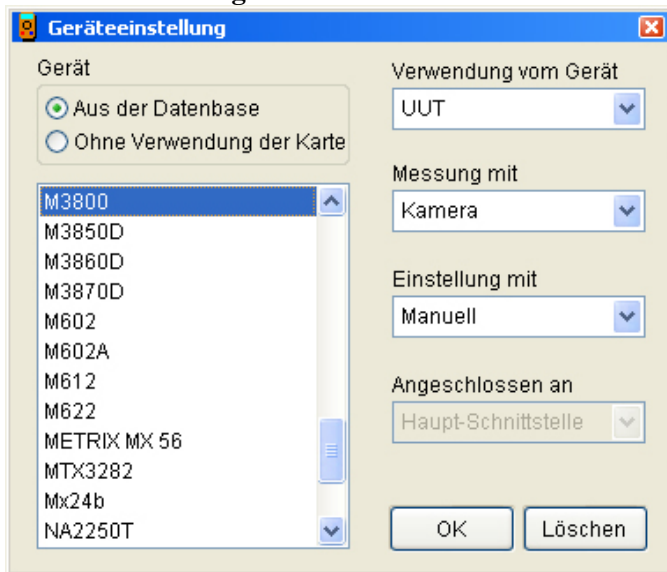 Geräteeinstellung
Gerät
Aus der Datenbase
Ohne Verwendung der Karte
M3800
M3850D
M3860D
M3870D
M602
M602A
M612
M622
METRIX MX 56
MTX3282
Mx24b
NA2250T
Verwendung vom Gerät
UUT
Messung mit
Kamera
Einstellung mit
Manuell
Angeschlossen an
Haupt-Schnittstelle
OK
Löschen